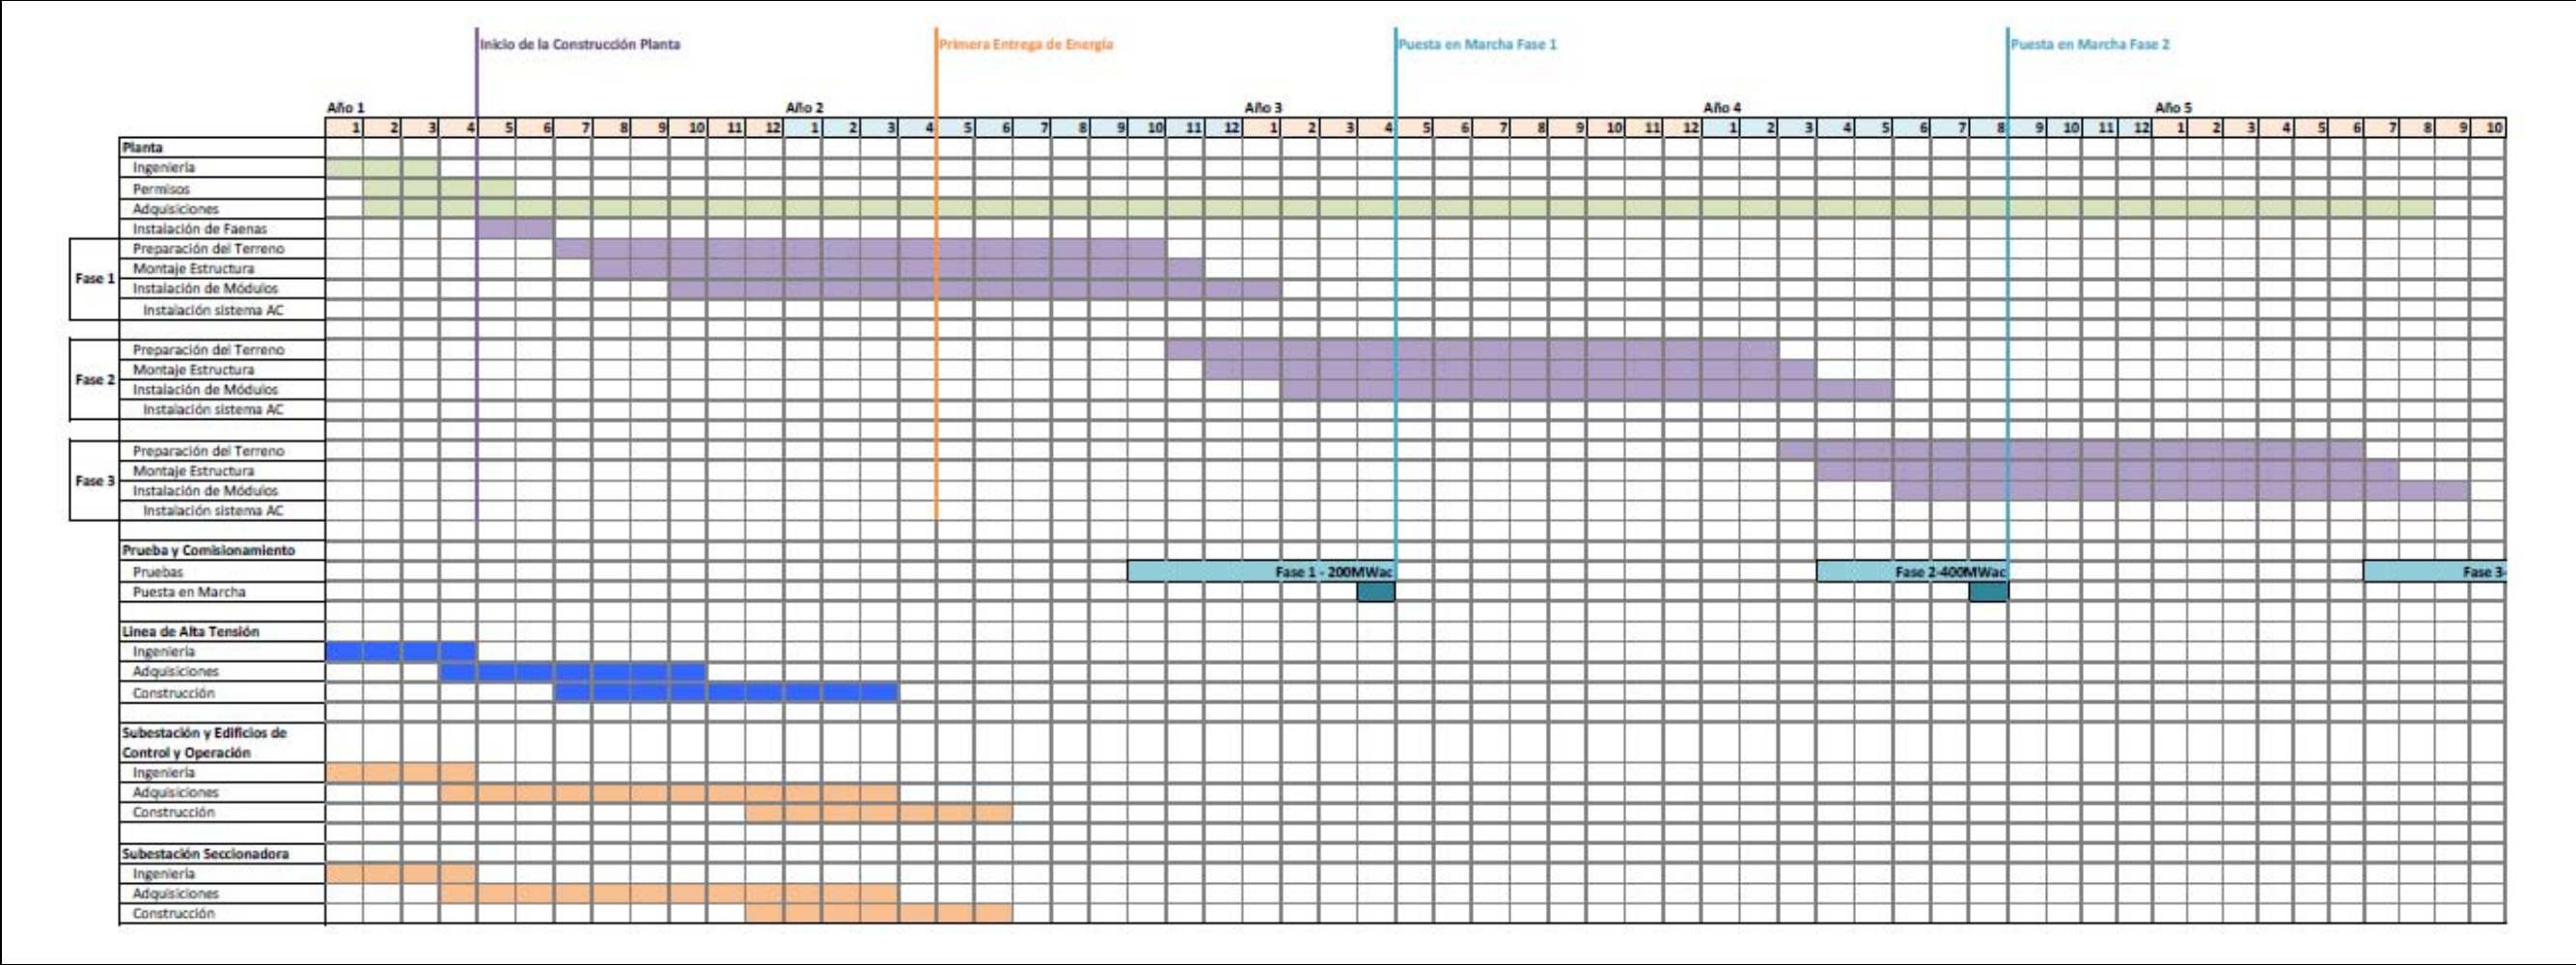 Inicio de la Construcción Planta Primera Entrega de Energía Puesta en Marcha Fase 1 Puesta en Marcha Fase 2
Año 1 Año 2 Año 3 Año 4 Año 5
1 2 3 4 5 6 7 8 9 10 11 12 1 2 3 4 5 6 7 8 9 10 11 12 1 2 3 4 5 6 7 8 9 10 11 12 1 2 3 4 5 6 7 8 9 10 11 12 1 2 3 4 5 6 7 8 9 10
Planta
Ingeniería
Permisos
Adquisiciones
Instalación de Faenas
Fase 1
Preparación del Terreno
Montaje Estructura
Instalación de Módulos
Instalación sistema AC
Fase 2
Preparación del Terreno
Montaje Estructura
Instalación de Módulos
Instalación sistema AC
Fase 3
Preparación del Terreno
Montaje Estructura
Instalación de Módulos
Instalación sistema AC
Prueba y Comisionamiento
Pruebas Fase 1 - 200MWac Fase 2-400MWac Fase 3-
Puesta en Marcha
Linea de Alta Tensión
Ingeniería
Adquisiciones
Construcción
Subestación y Edificios de
Control y Operación
Ingeniería
Adquisiciones
Construcción
Subestación Seccionadora
Ingeniería
Adquisiciones
Construcción